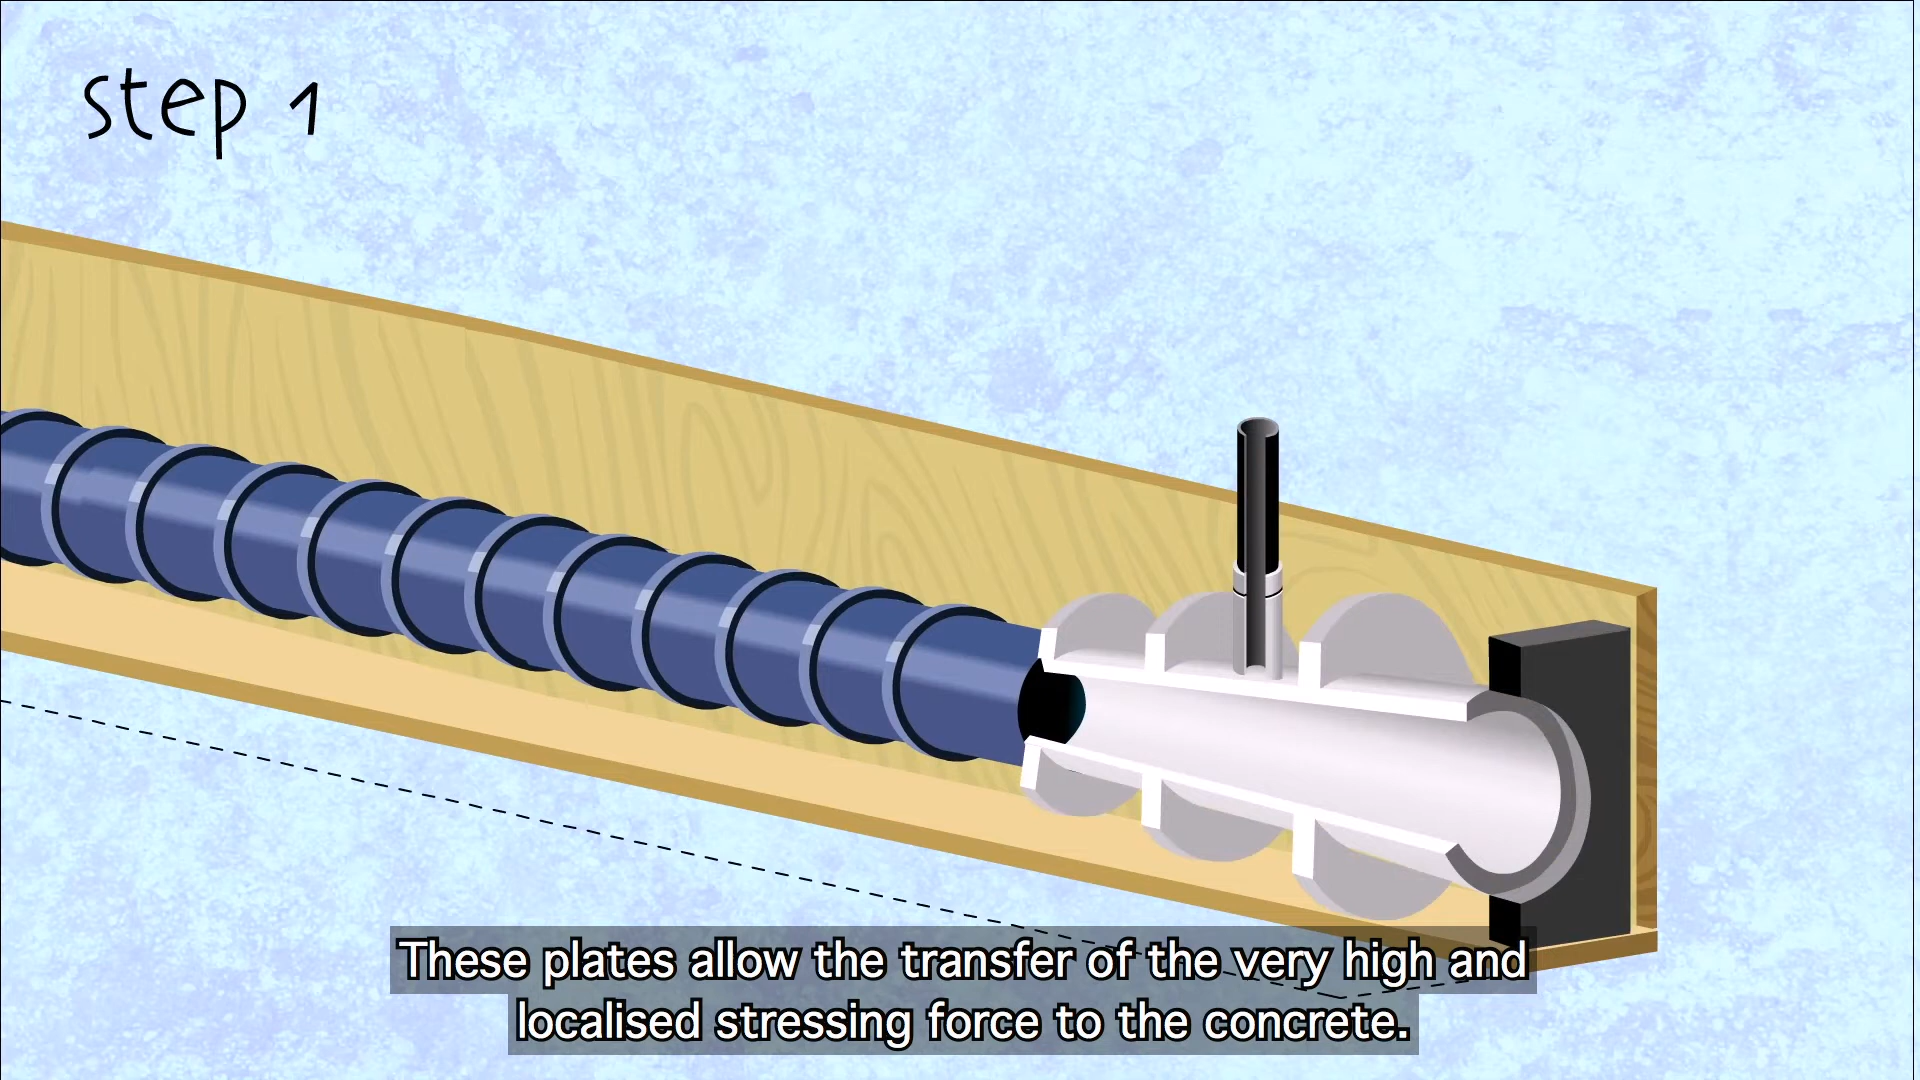 step 1
These plates allow the transfer of the very high and
localised stressing force to the concrete.